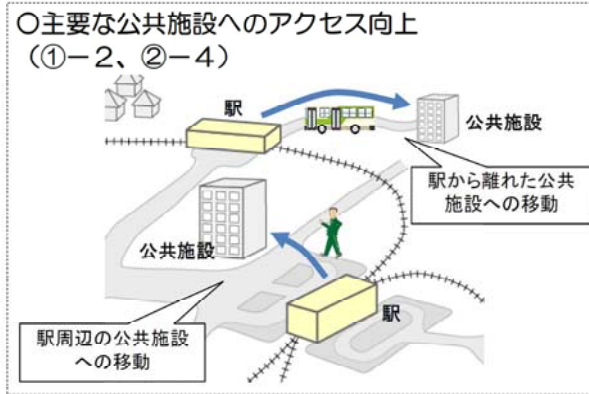 ○主要な公共施設へのアクセス向上
（①－２、②－４）
駅
公共施設
駅から離れた公共
施設への移動
公共施設
駅
駅周辺の公共施設
への移動